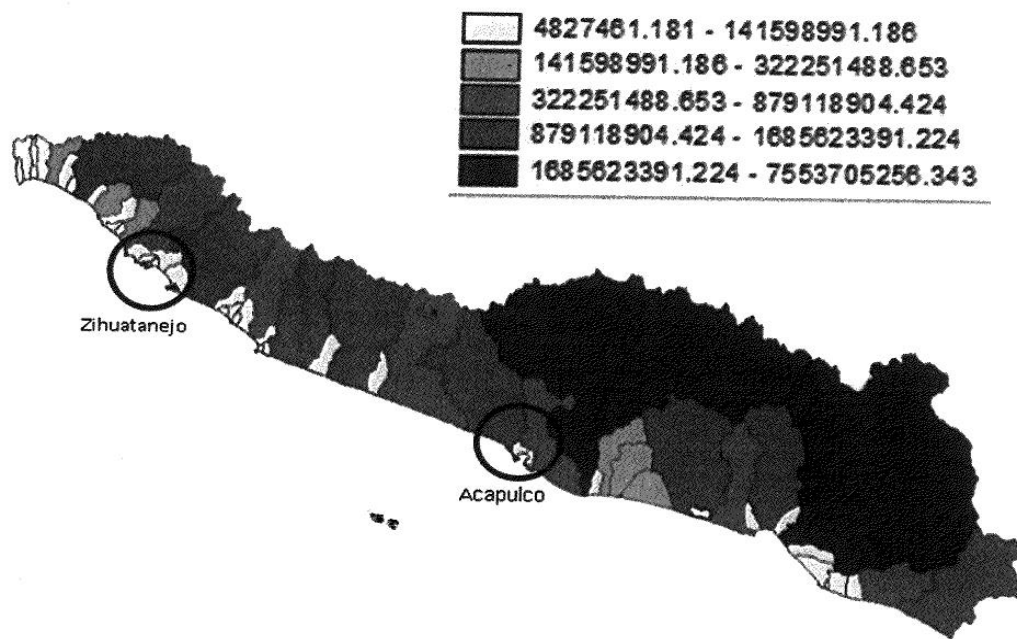 4827461.181 - 141598991.186
141598991.186 - 322251488.653
322251488.653 - 879118904.424
879118904.424 - 1685623391.224
1685623391.224 - 7553705256.343
Zihuatanejo
Acapulco